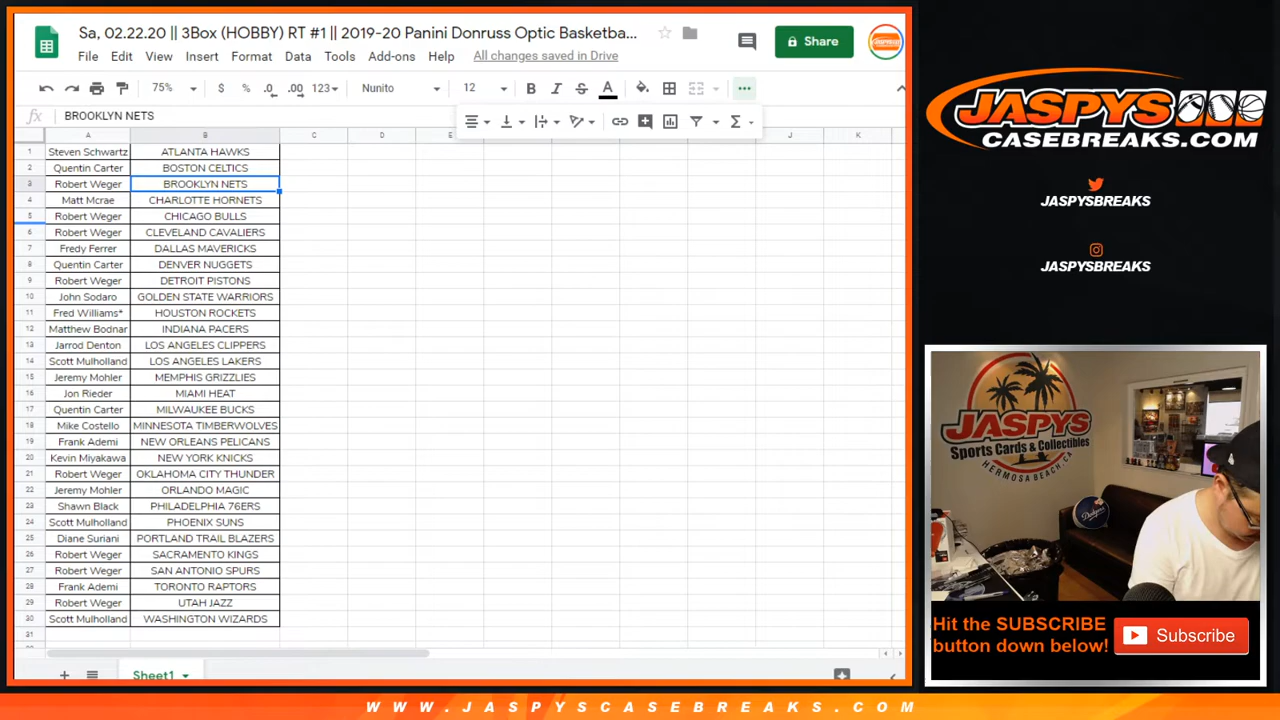 Sa, 02.22.20 || 3Box (HOBBY) RT #1 || 2019-20 Panini Donruss Optic Basketba...
File Edit View Insert Format Data Tools Add-ons Help All changes saved in Drive
Share
75% $ % .0 .00 123 Nunito 12 B I S A
fx BROOKLYN NETS
A B C D E J K
1 Steven Schwartz ATLANTA HAWKS
2 Quentin Carter BOSTON CELTICS
3 Robert Weger BROOKLYN NETS
4 Matt Mcrae CHARLOTTE HORNETS
5 Robert Weger CHICAGO BULLS
6 Robert Weger CLEVELAND CAVALIERS
7 Fredy Ferrer DALLAS MAVERICKS
8 Quentin Carter DENVER NUGGETS
9 Robert Weger DETROIT PISTONS
10 John Sodaro GOLDEN STATE WARRIORS
11 Fred Williams* HOUSTON ROCKETS
12 Matthew Bodnar INDIANA PACERS
13 Jarrod Denton LOS ANGELES CLIPPERS
14 Scott Mulholland LOS ANGELES LAKERS
15 Jeremy Mohler MEMPHIS GRIZZLIES
16 Jon Rieder MIAMI HEAT
17 Quentin Carter MILWAUKEE BUCKS
18 Mike Costello MINNESOTA TIMBERWOLVES
19 Frank Ademi NEW ORLEANS PELICANS
20 Kevin Miyakawa NEW YORK KNICKS
21 Robert Weger OKLAHOMA CITY THUNDER
22 Jeremy Mohler ORLANDO MAGIC
23 Shawn Black PHILADELPHIA 76ERS
24 Scott Mulholland PHOENIX SUNS
25 Diane Suriani PORTLAND TRAIL BLAZERS
26 Robert Weger SACRAMENTO KINGS
27 Robert Weger SAN ANTONIO SPURS
28 Frank Ademi TORONTO RAPTORS
29 Robert Weger UTAH JAZZ
30 Scott Mulholland WASHINGTON WIZARDS
31
Sheet1
JASPYS
CASEBREAKS.COM
JASPYSBREAKS
JASPYSBREAKS
JASPYS
Sports Cards & Collectibles
HERMOSA BEACH, CA
Dodgers
Hit the SUBSCRIBE
button down below!
Subscribe
WWW.JASPYSCASEBREAKS.COM